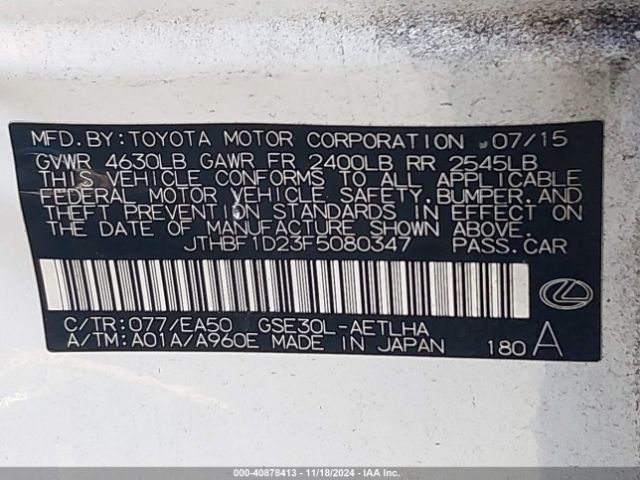 MFD.BY:TOYOTA MOTOR CORPORATION 07/15
GVWR 4630LB GAWR FR 2400LB RR 2545LB
THIS VEHICLE CONFORMS TO ALL APPLICABLE
FEDERAL MOTOR VEHICLE SAFETY,BUMPER,AND
THEFT PREVENTION STANDARDS IN EFFECT ON
THE DATE OF MANUFACTURE SHOWN ABOVE.
JTHBF1D23F5080347 PASS.CAR
C/TR:077/EA50 GSE30L-AETLHA
A/TM:A01A/A960E MADE IN JAPAN 180 A
000-40878413 - 11/18/2024 - IAA Inc.